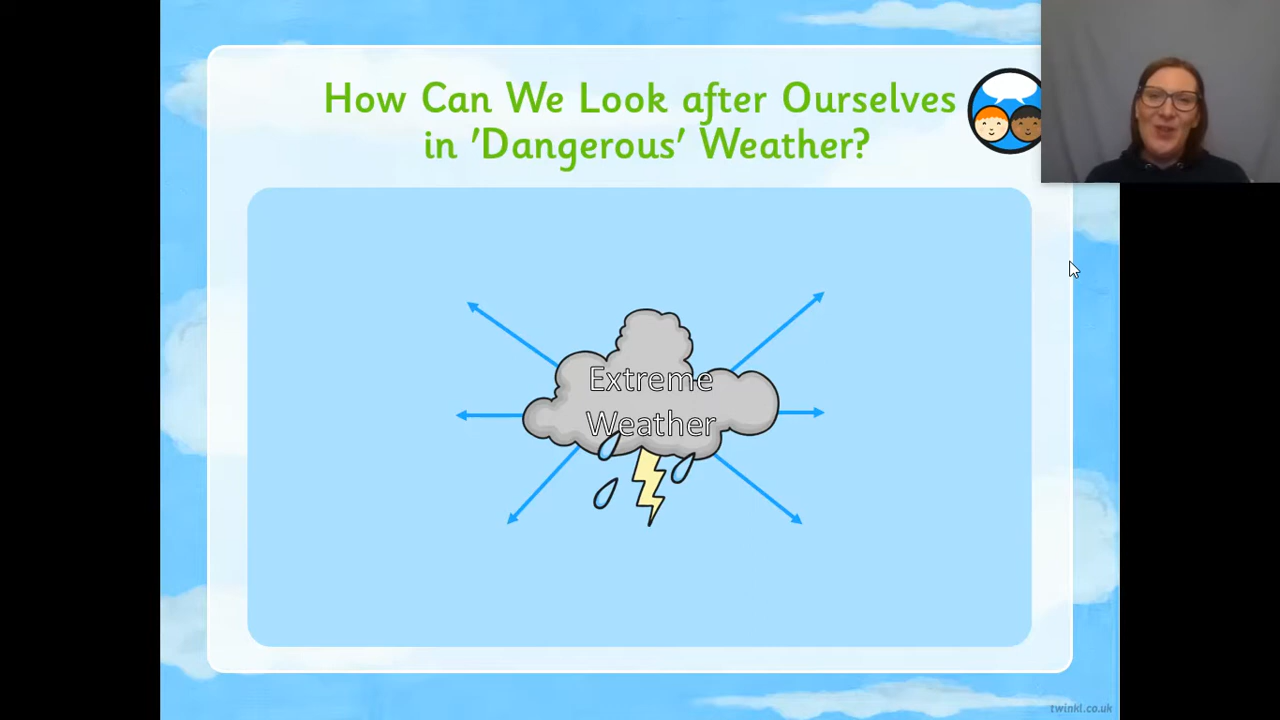 How Can We Look after Ourselves
in 'Dangerous' Weather?
Extreme
Weather
twinkl.co.uk